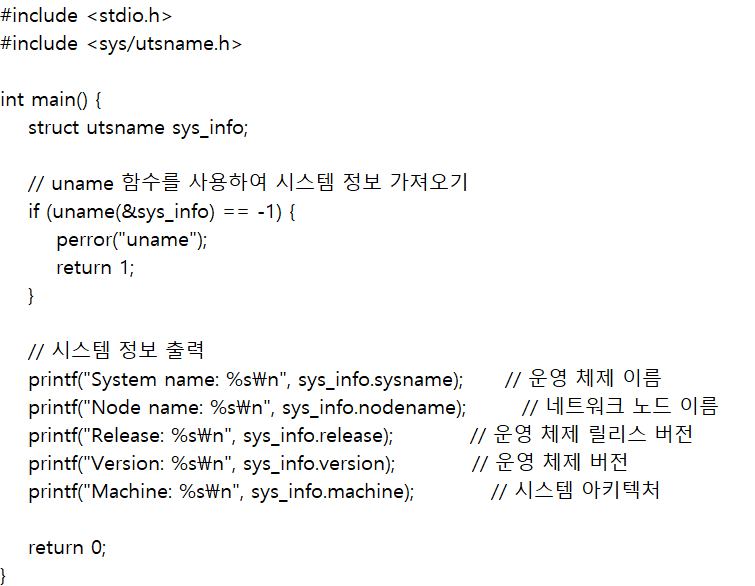 #include <stdio.h>
#include <sys/utsname.h>
int main() {
struct utsname sys_info;
// uname 함수를 사용하여 시스템 정보 가져오기
if (uname(&sys_info) == -1) {
perror("uname");
return 1;
}
// 시스템 정보 출력
printf("System name: %s₩n", sys_info.sysname); // 운영 체제 이름
printf("Node name: %s₩n", sys_info.nodename); // 네트워크 노드 이름
printf("Release: %s₩n", sys_info.release); // 운영 체제 릴리스 버전
printf("Version: %s₩n", sys_info.version); // 운영 체제 버전
printf("Machine: %s₩n", sys_info.machine); // 시스템 아키텍처
return 0;
}